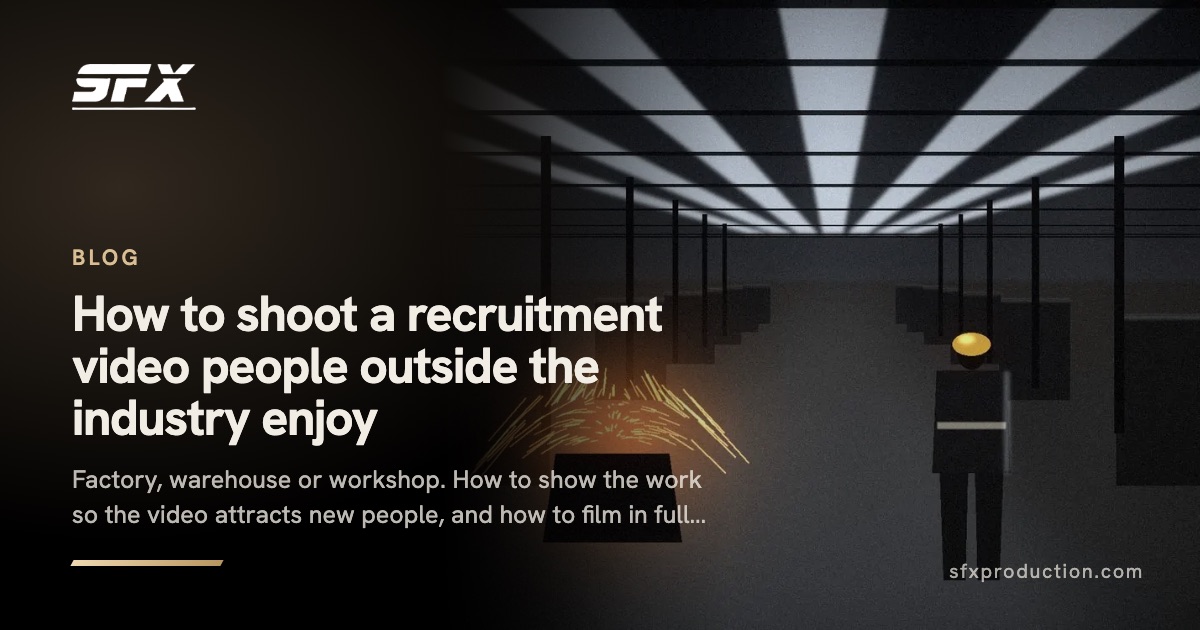 SFX
BLOG
How to shoot a recruitment
video people outside the
industry enjoy
Factory, warehouse or workshop. How to show the work
so the video attracts new people, and how to film in full...
sfxproduction.com